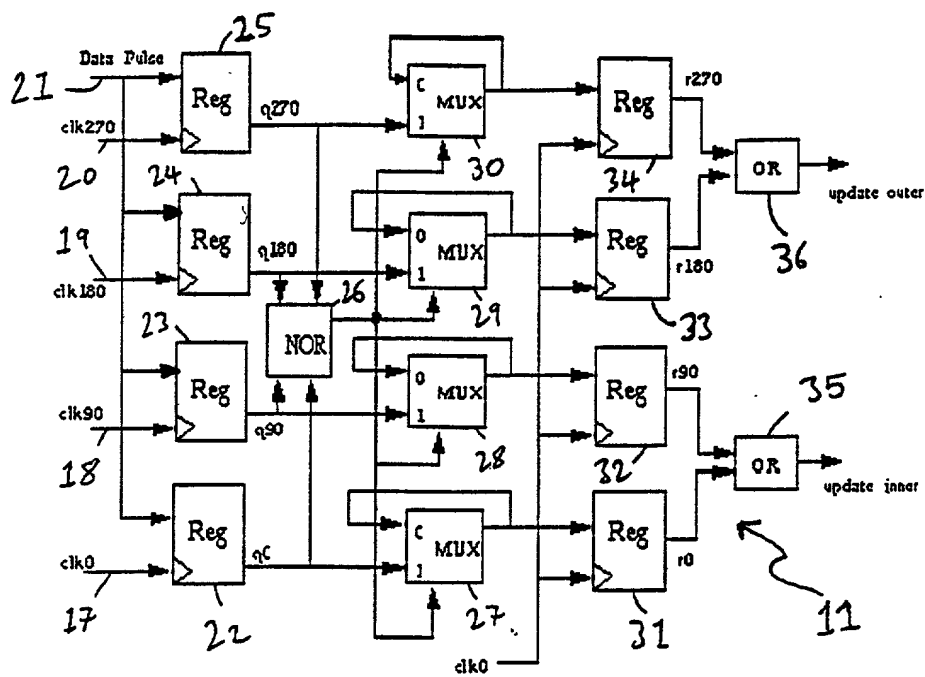 25
Data Pulse
21
Reg
q270
clk270
20
C
MUX
1
30
Reg
r270
34
OR
36
update outer
24
19
Reg
q180
clk180
0
MUX
1
29
Reg
r180
33
26
NOR
23
Reg
q90
clk90
18
0
MUX
1
28
Reg
r90
32
35
OR
update inner
Reg
qC
clk0
17
22
C
MUX
1
27
Reg
r0
31
11
clk0